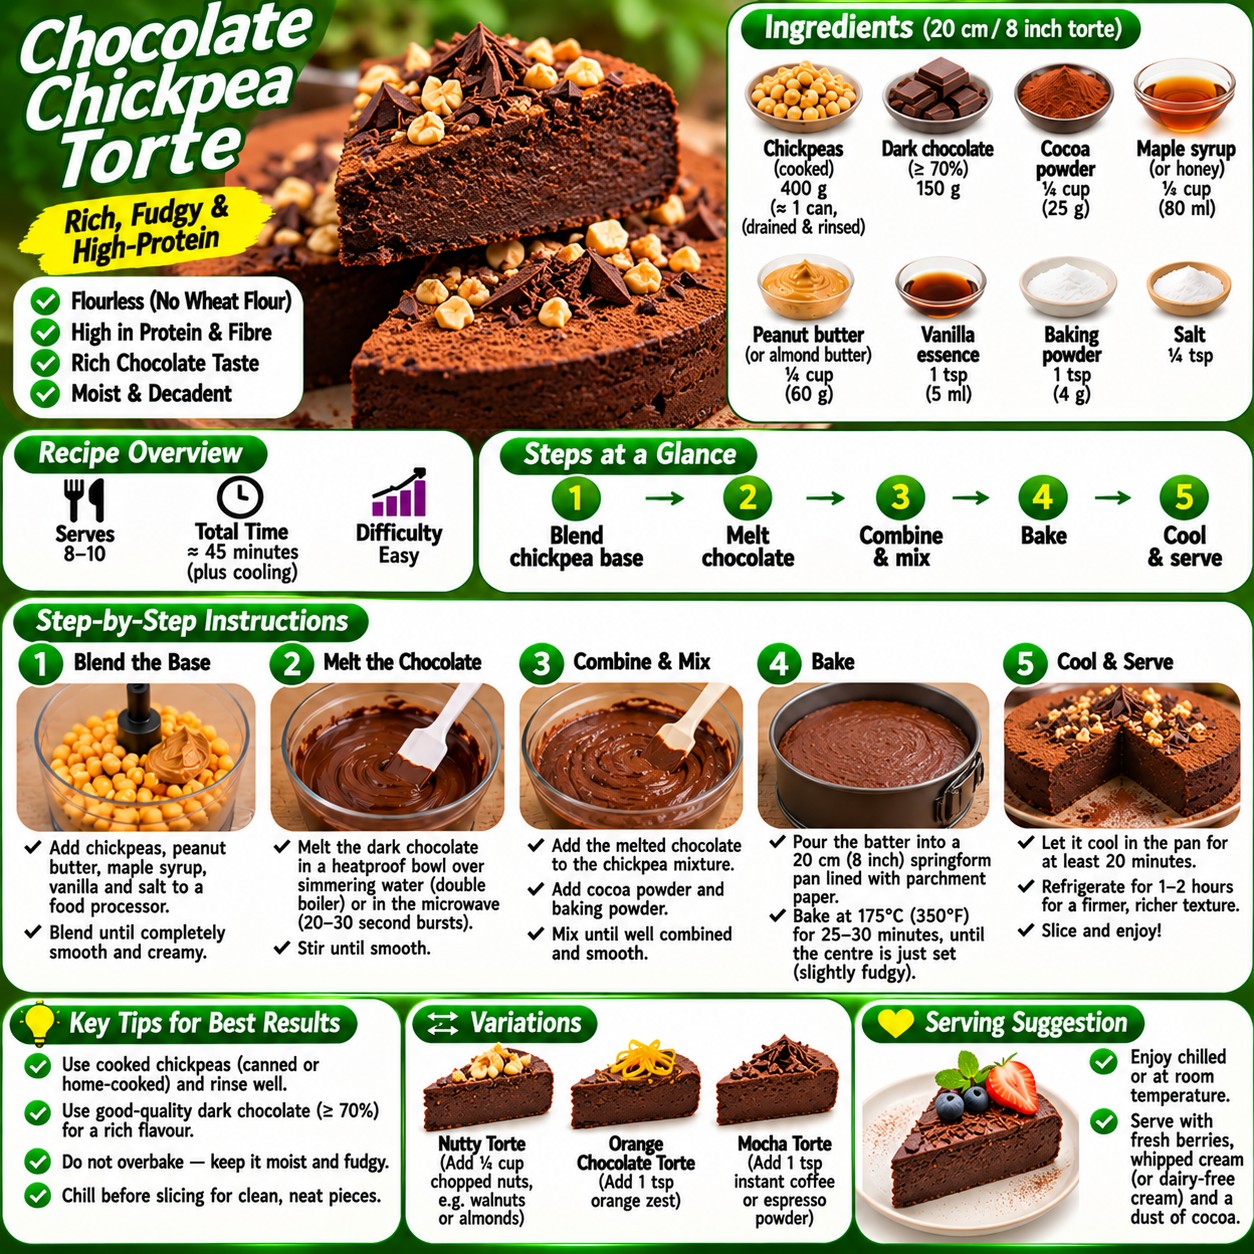 Chocolate
Chickpea
Torte
Rich, Fudgy &
High-Protein
Flourless (No Wheat Flour)
High in Protein & Fibre
Rich Chocolate Taste
Moist & Decadent
Ingredients (20 cm / 8 inch torte)
Chickpeas
(cooked)
400 g
(≈ 1 can,
drained & rinsed)
Dark chocolate
(≥ 70%)
150 g
Cocoa
powder
¼ cup
(25 g)
Maple syrup
(or honey)
⅓ cup
(80 ml)
Peanut butter
(or almond butter)
¼ cup
(60 g)
Vanilla
essence
1 tsp
(5 ml)
Baking
powder
1 tsp
(4 g)
Salt
¼ tsp
Recipe Overview
Serves
8–10
Total Time
≈ 45 minutes
(plus cooling)
Difficulty
Easy
Steps at a Glance
1
Blend
chickpea base
2
Melt
chocolate
3
Combine
& mix
4
Bake
5
Cool
& serve
Step-by-Step Instructions
1 Blend the Base
Add chickpeas, peanut
butter, maple syrup,
vanilla and salt to a
food processor.
Blend until completely
smooth and creamy.
2 Melt the Chocolate
Melt the dark chocolate
in a heatproof bowl over
simmering water (double
boiler) or in the microwave
(20–30 second bursts).
Stir until smooth.
3 Combine & Mix
Add the melted chocolate
to the chickpea mixture.
Add cocoa powder and
baking powder.
Mix until well combined
and smooth.
4 Bake
Pour the batter into a
20 cm (8 inch) springform
pan lined with parchment
paper.
Bake at 175°C (350°F)
for 25–30 minutes, until
the centre is just set
(slightly fudgy).
5 Cool & Serve
Let it cool in the pan for
at least 20 minutes.
Refrigerate for 1–2 hours
for a firmer, richer texture.
Slice and enjoy!
Key Tips for Best Results
Use cooked chickpeas (canned or
home-cooked) and rinse well.
Use good-quality dark chocolate (≥ 70%)
for a rich flavour.
Do not overbake — keep it moist and fudgy.
Chill before slicing for clean, neat pieces.
Variations
Nutty Torte
(Add ¼ cup
chopped nuts,
e.g. walnuts
or almonds)
Orange
Chocolate Torte
(Add 1 tsp
orange zest)
Mocha Torte
(Add 1 tsp
instant coffee
or espresso
powder)
Serving Suggestion
Enjoy chilled
or at room
temperature.
Serve with
fresh berries,
whipped cream
(or dairy-free
cream) and a
dust of cocoa.